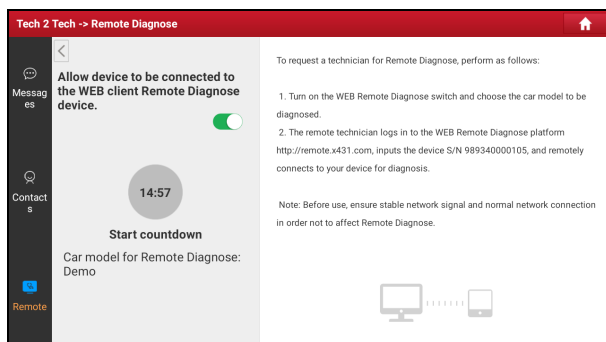 Tech 2 Tech -> Remote Diagnose
Messag
es
Contact
s
Remote
Allow device to be connected to
the WEB client Remote Diagnose
device.
14:57
Start countdown
Car model for Remote Diagnose:
Demo
To request a technician for Remote Diagnose, perform as follows:
1. Turn on the WEB Remote Diagnose switch and choose the car model to be
diagnosed.
2. The remote technician logs in to the WEB Remote Diagnose platform
http://remote.x431.com, inputs the device S/N 989340000105, and remotely
connects to your device for diagnosis.
Note: Before use, ensure stable network signal and normal network connection
in order not to affect Remote Diagnose.